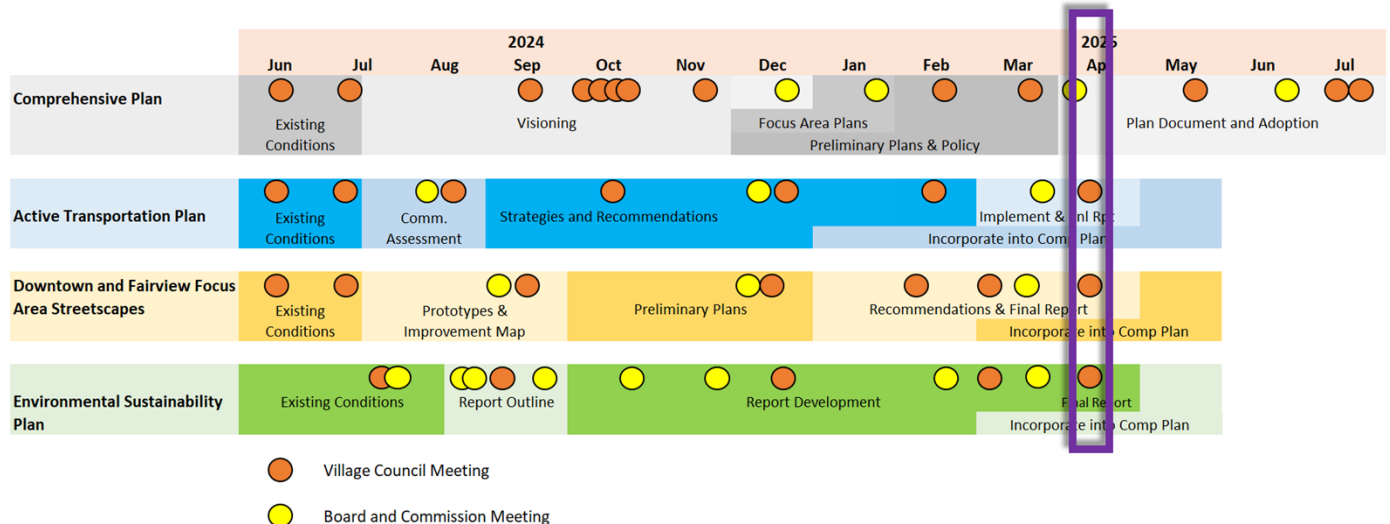 2024
2025
Jun Jul Aug Sep Oct Nov Dec Jan Feb Mar Ap May Jun Jul
Comprehensive Plan
Existing
Conditions
Visioning
Focus Area Plans
Preliminary Plans & Policy
Plan Document and Adoption
Active Transportation Plan
Existing
Conditions
Comm.
Assessment
Strategies and Recommendations
Implement & nl Rpt
Incorporate into Comp Plan
Downtown and Fairview Focus
Area Streetscapes
Existing
Conditions
Prototypes &
Improvement Map
Preliminary Plans
Recommendations & Final Report
Incorporate into Comp Plan
Environmental Sustainability
Plan
Existing Conditions
Report Outline
Report Development
Final Report
Incorporate into Comp Plan
Village Council Meeting
Board and Commission Meeting